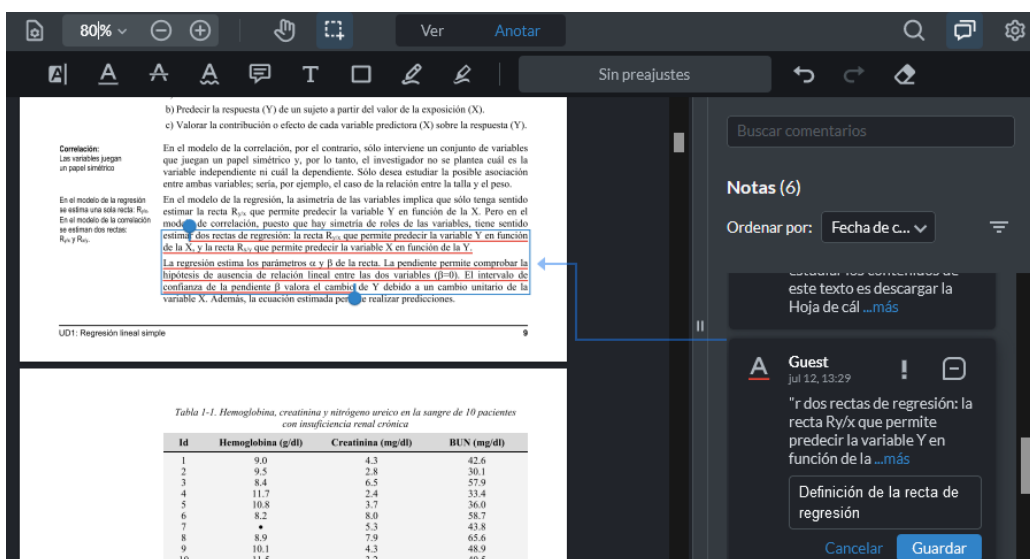 80% 
Ver
Anotar
T
Sin preajustes
b) Predecir la respuesta (Y) de un sujeto a partir del valor de la exposición (X).
c) Valorar la contribución o efecto de cada variable predictora (X) sobre la respuesta (Y).
Correlación:
Las variables juegan
un papel simétrico
En el modelo de la correlación, por el contrario, sólo interviene un conjunto de variables
que juegan un papel simétrico y, por lo tanto, el investigador no se plantea cuál es la
variable independiente ni cuál la dependiente. Sólo desea estudiar la posible asociación
entre ambas variables; sería, por ejemplo, el caso de la relación entre la talla y el peso.
En el modelo de la regresión
se estima una sola recta: Ry/x.
En el modelo de la correlación
se estiman dos rectas:
Ry/x y Rx/y.
En el modelo de la regresión, la asimetría de las variables implica que sólo tenga sentido
estimar la recta Ry/x que permite predecir la variable Y en función de la X. Pero en el
modelo de correlación, puesto que hay simetría de roles de las variables, tiene sentido
estimar dos rectas de regresión: la recta Ry/x que permite predecir la variable Y en función
de la X, y la recta Rx/y que permite predecir la variable X en función de la Y.
La regresión estima los parámetros α y β de la recta. La pendiente permite comprobar la
hipótesis de ausencia de relación lineal entre las dos variables (β=0). El intervalo de
confianza de la pendiente β valora el cambio de Y debido a un cambio unitario de la
variable X. Además, la ecuación estimada realizar predicciones.
UD1: Regresión lineal simple 9
Tabla 1-1. Hemoglobina, creatinina y nitrógeno ureico en la sangre de 10 pacientes
con insuficiencia renal crónica
Id Hemoglobina (g/dl) Creatinina (mg/dl) BUN (mg/dl)
1 9.0 4.3 42.6
2 9.5 2.8 30.1
3 8.4 6.5 57.9
4 11.7 2.4 33.4
5 10.8 3.7 36.0
6 8.2 8.0 58.7
7 • 5.3 43.8
8 8.9 7.9 65.6
9 10.1 4.3 48.9
Buscar comentarios
Notas (6)
Ordenar por: Fecha de c...
estudiar los contenidos de
este texto es descargar la
Hoja de cál ...más
A Guest
jul 12, 13:29
"r dos rectas de regresión: la
recta Ry/x que permite
predecir la variable Y en
función de la ...más
Definición de la recta de
regresión
Cancelar Guardar